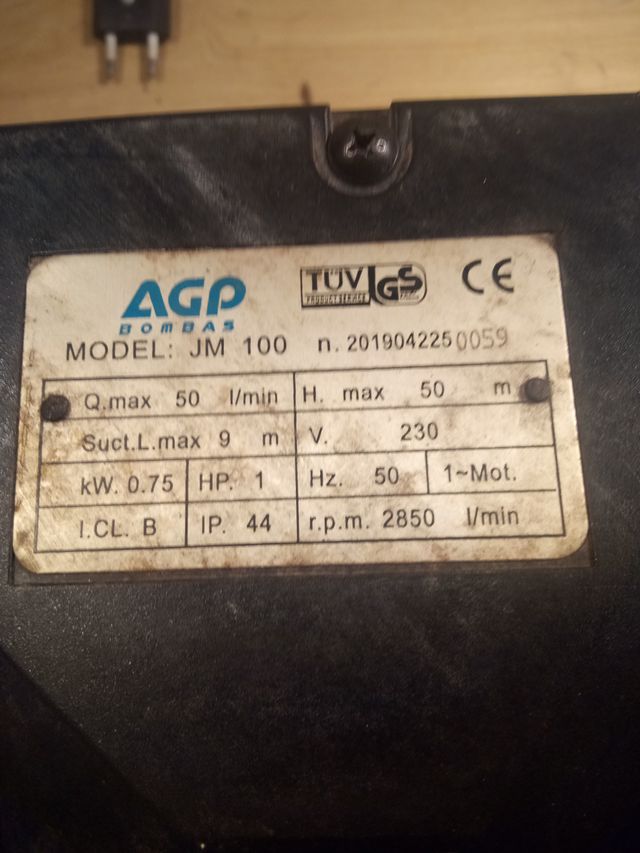 AGP
BOMBAS
TÜV
PRODUCT SERVICE
GS
CE
MODEL: JM 100 n. 2019042250059
Q.max 50 l/min H. max 50 m
Suct.L.max 9 m V. 230
kW. 0.75 HP. 1 Hz. 50 1~Mot.
I.CL. B IP. 44 r.p.m. 2850 l/min